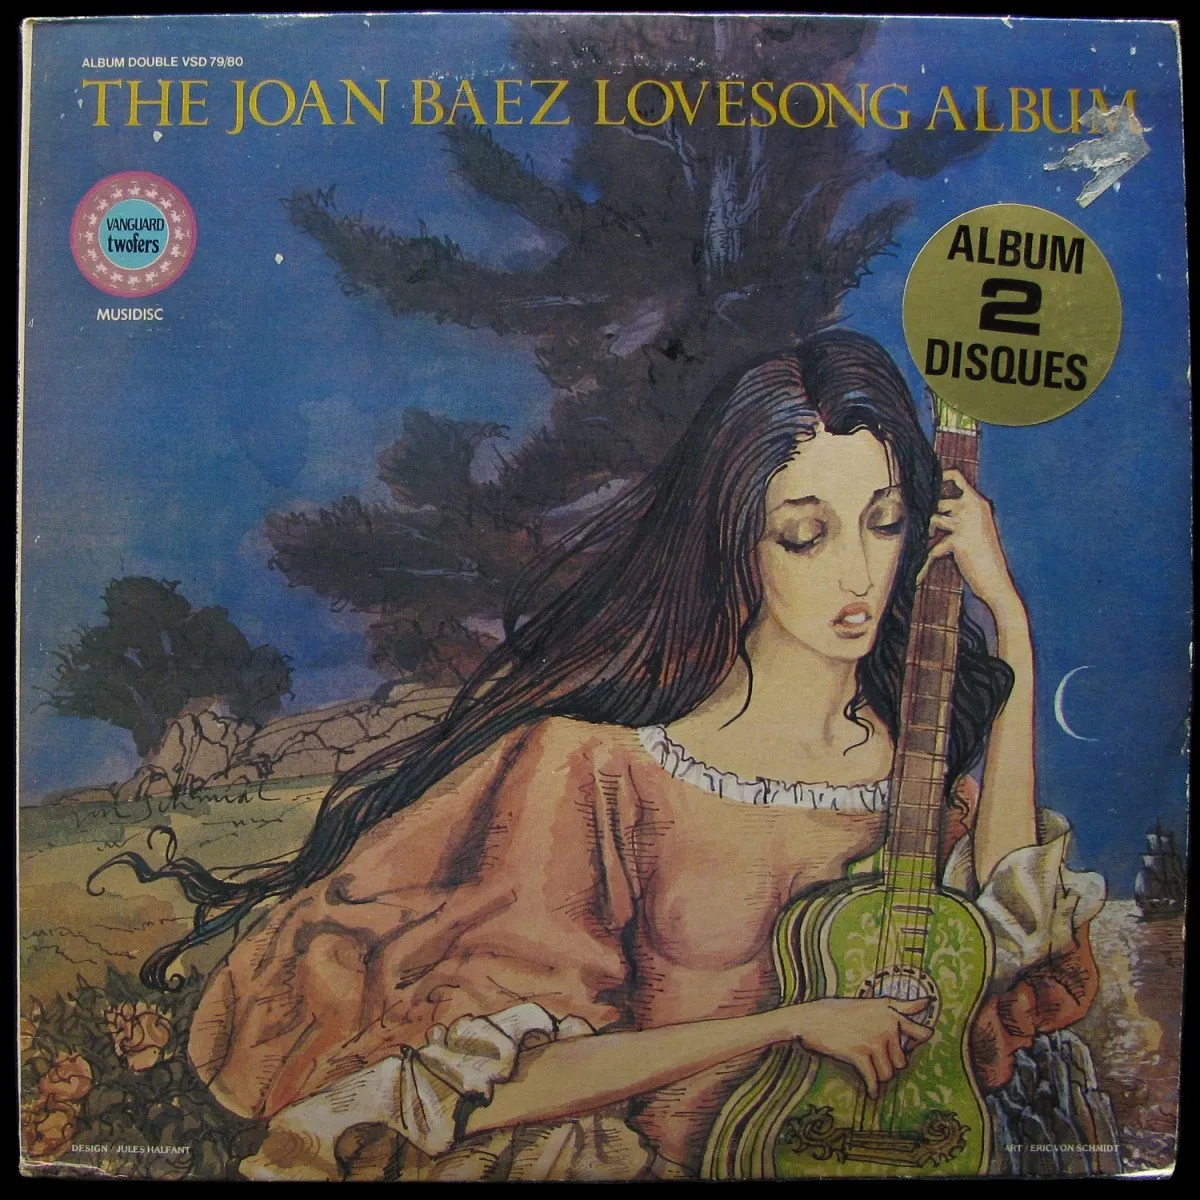 ALBUM DOUBLE VSD 79/80
THE JOAN BAEZ LOVESONG ALBUM
VANGUARD
twofers
MUSIDISC
ALBUM
2
DISQUES
DESIGN / JULES HALFANT
ART / ERIC VON SCHMIDT